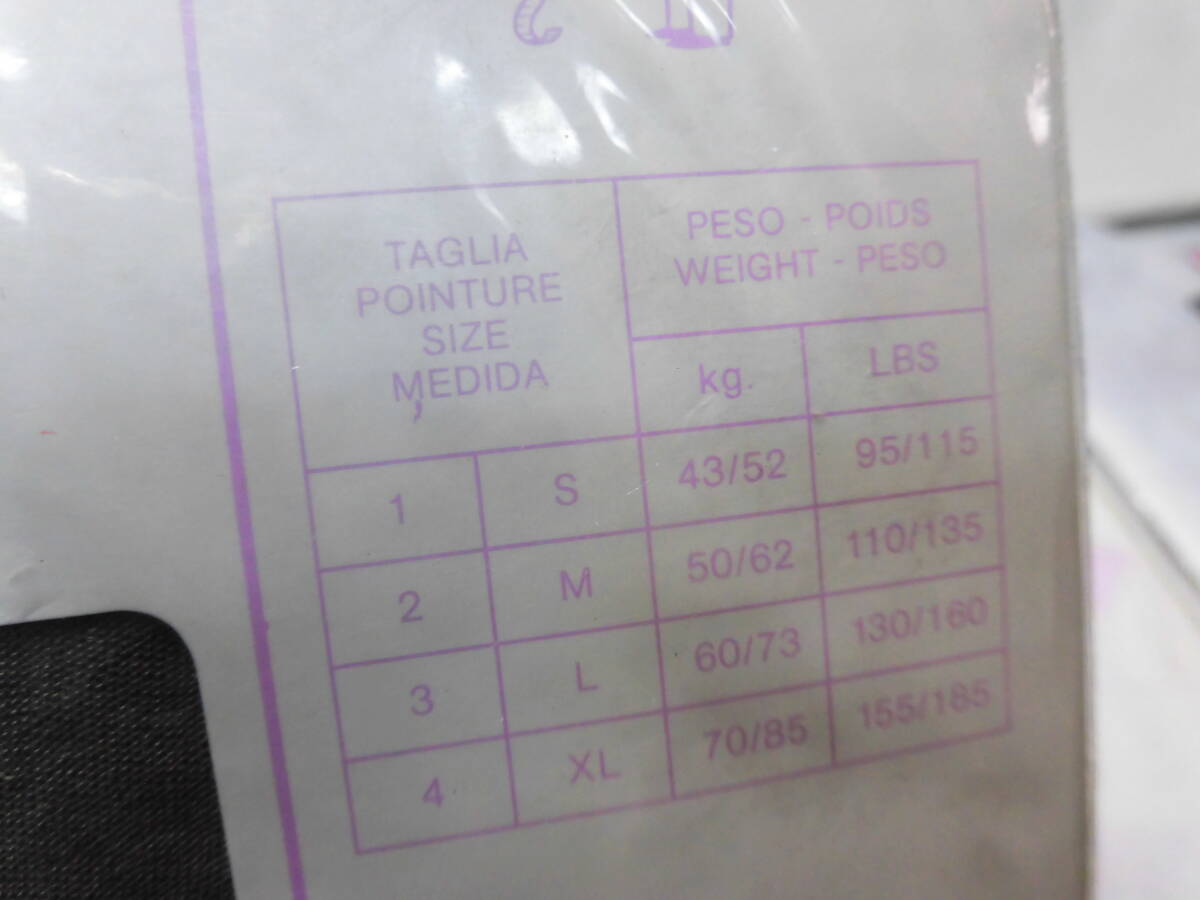 TAGLIA
POINTURE
SIZE
MEDIDA
PESO - POIDS
WEIGHT - PESO
kg. LBS
1 S 43/52 95/115
2 M 50/62 110/135
3 L 60/73 130/160
4 XL 70/85 155/185